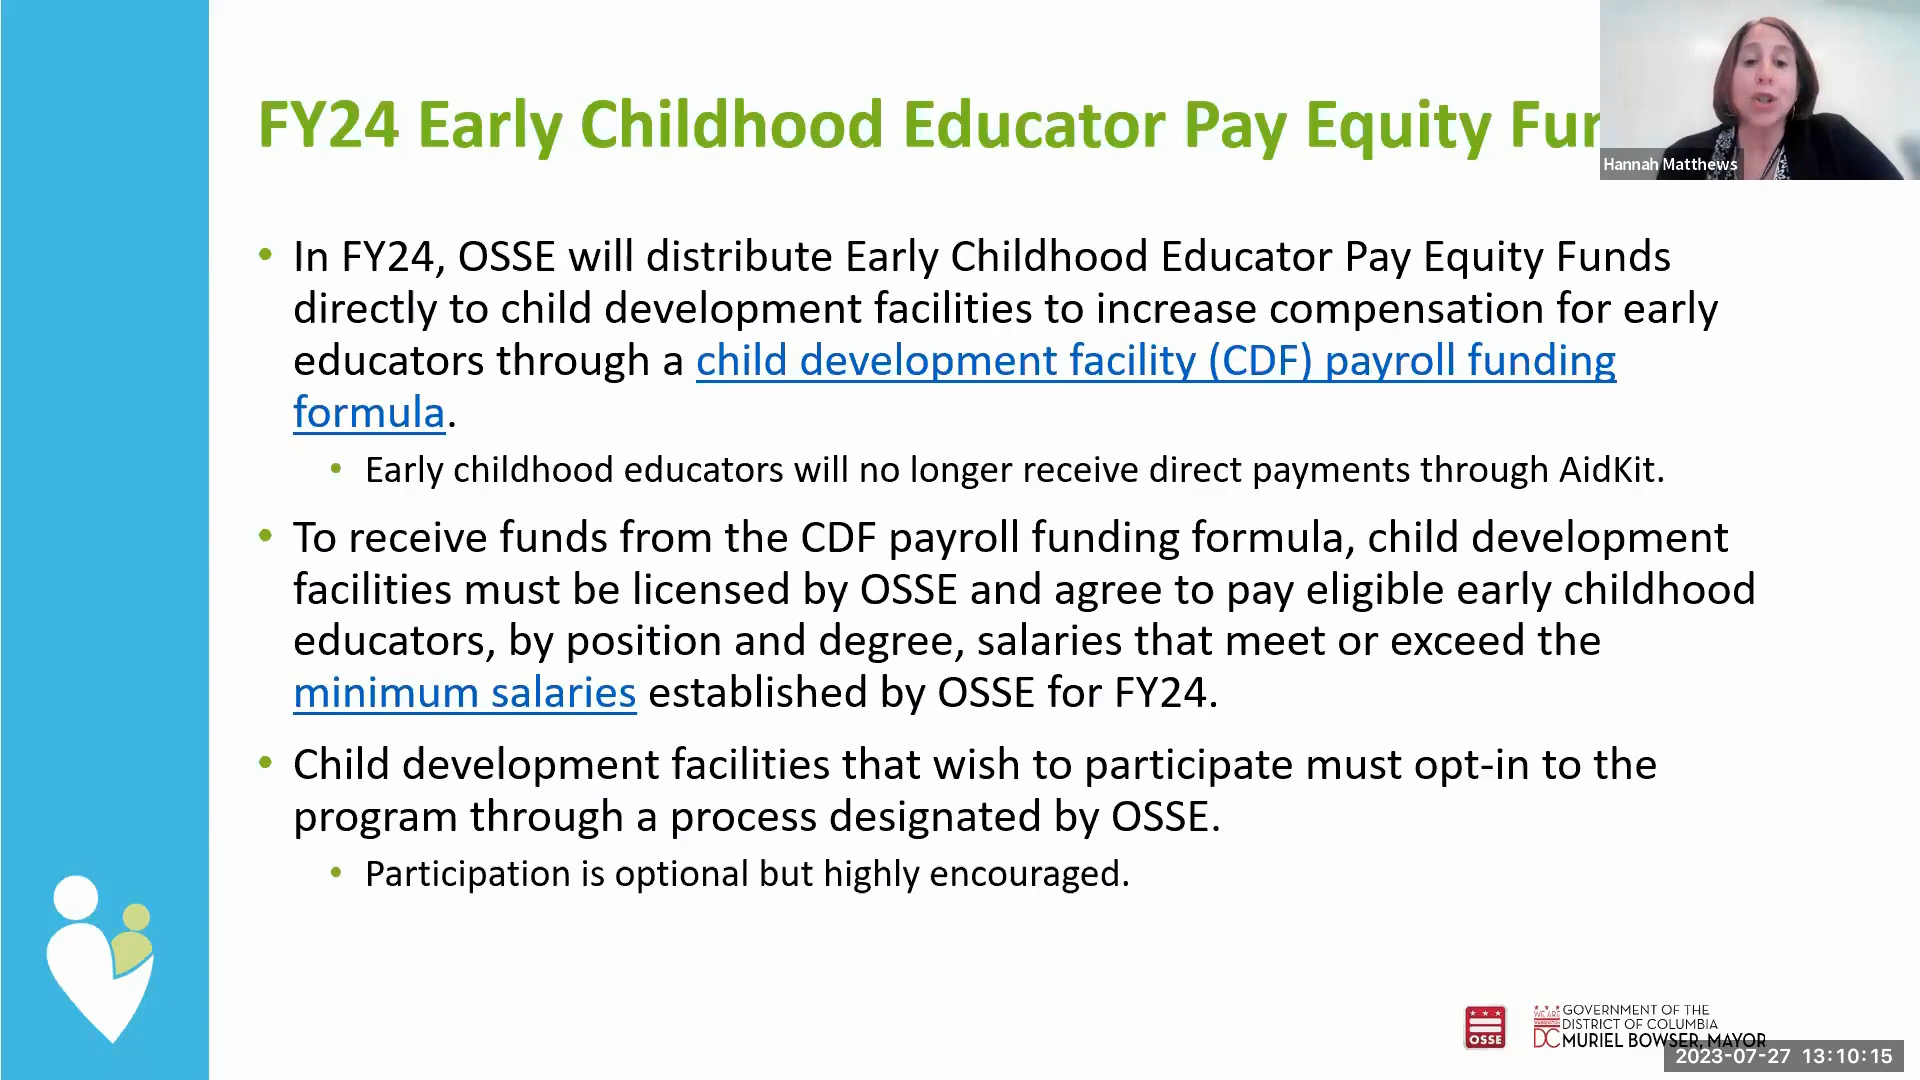 FY24 Early Childhood Educator Pay Equity Fun
Hannah Matthews
• In FY24, OSSE will distribute Early Childhood Educator Pay Equity Funds
directly to child development facilities to increase compensation for early
educators through a child development facility (CDF) payroll funding
formula.
• Early childhood educators will no longer receive direct payments through AidKit.
• To receive funds from the CDF payroll funding formula, child development
facilities must be licensed by OSSE and agree to pay eligible early childhood
educators, by position and degree, salaries that meet or exceed the
minimum salaries established by OSSE for FY24.
• Child development facilities that wish to participate must opt-in to the
program through a process designated by OSSE.
• Participation is optional but highly encouraged.
OSSE
WE ARE
WASHINGTON
DC
GOVERNMENT OF THE
DISTRICT OF COLUMBIA
MURIEL BOWSER, MAYOR
2023-07-27 13:10:15